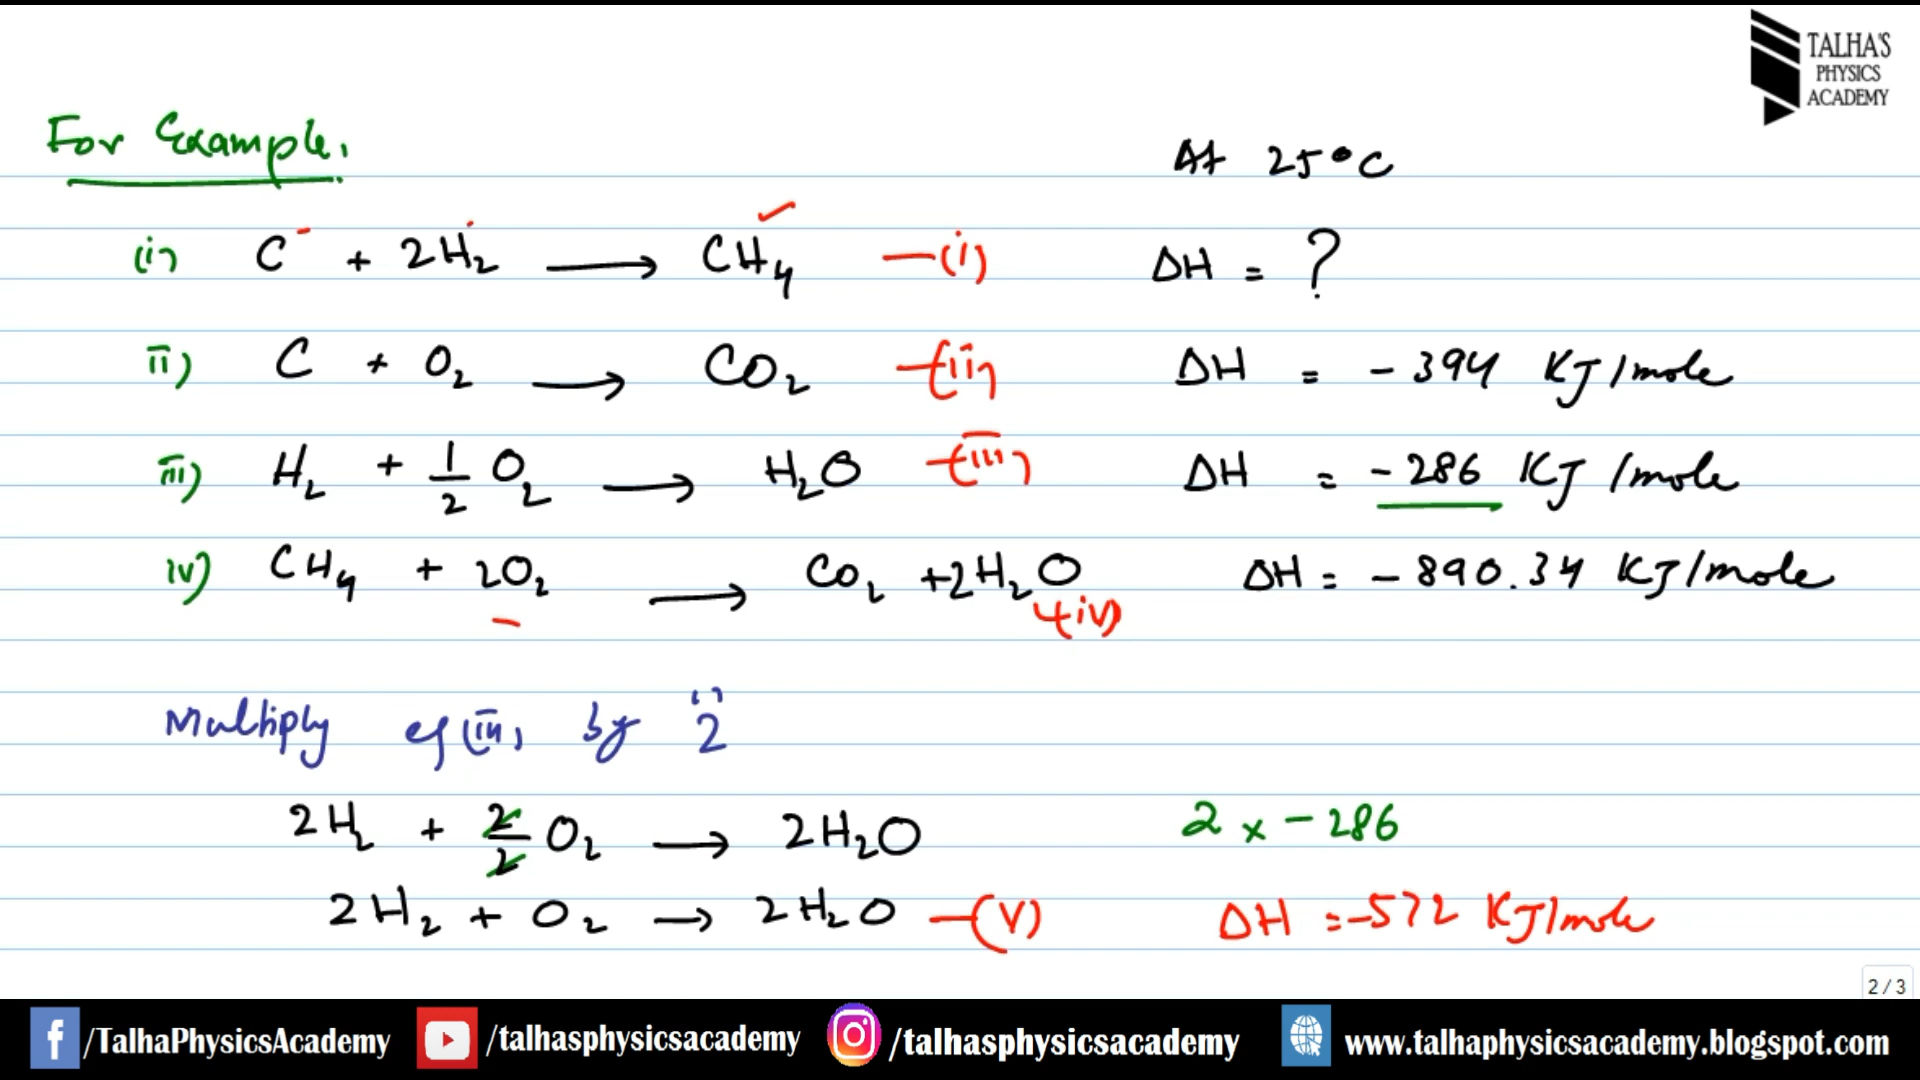 TALHA'S
PHYSICS
ACADEMY
For Example,
At 25°C
(i) C + 2H₂ ⟶ CH₄ —(i) ΔH = ?
ii) C + O₂ ⟶ CO₂ —(ii) ΔH = -394 KJ/mole
iii) H₂ + 1/2 O₂ ⟶ H₂O —(iii) ΔH = -286 KJ/mole
iv) CH₄ + 2O₂ ⟶ CO₂ + 2H₂O —(iv) ΔH = -890.34 KJ/mole
Multiply eq(iii) by "2
2H₂ + 2/2 O₂ ⟶ 2H₂O 2 x -286
2H₂ + O₂ ⟶ 2H₂O —(V) ΔH = -572 KJ/mole
2 / 3
/TalhaPhysicsAcademy /talhasphysicsacademy /talhasphysicsacademy www.talhaphysicsacademy.blogspot.com